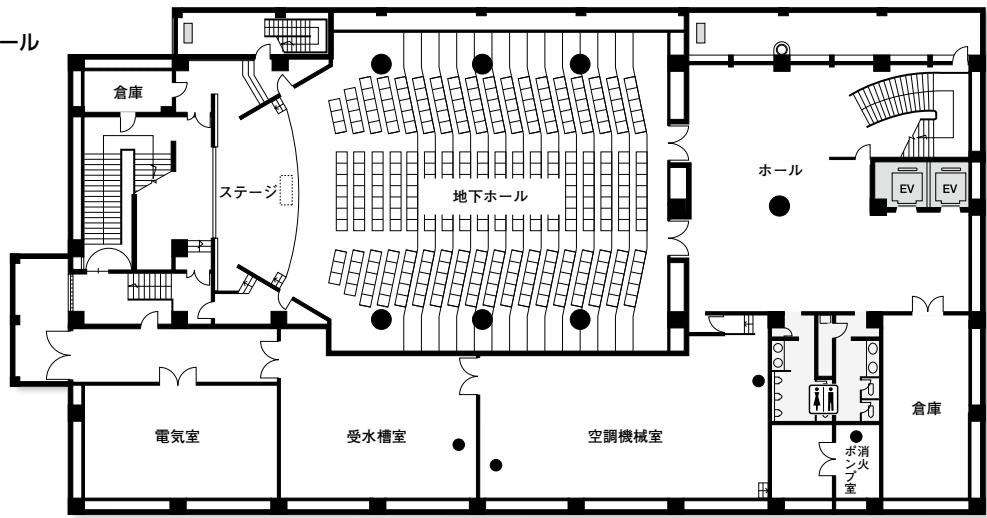 ール
倉庫
ステージ
地下ホール
ホール
EV
EV
電気室
受水槽室
空調機械室
消火
ポンプ室
倉庫